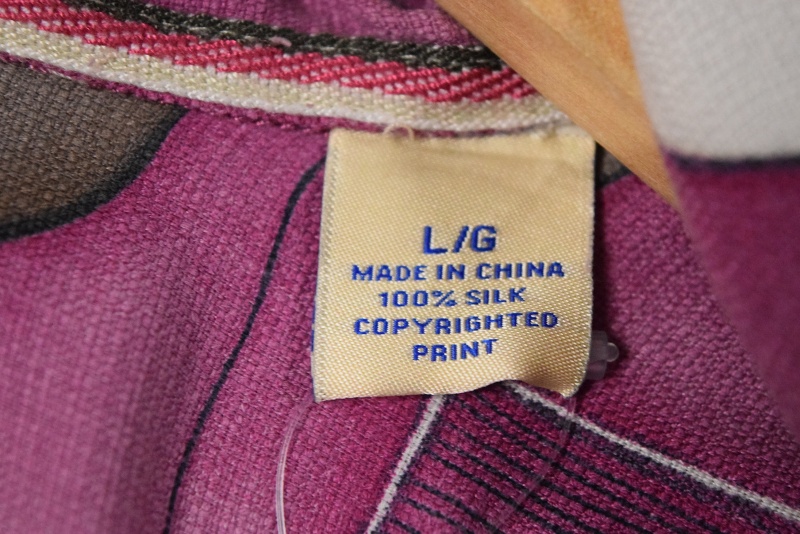 L/G
MADE IN CHINA
100% SILK
COPYRIGHTED
PRINT